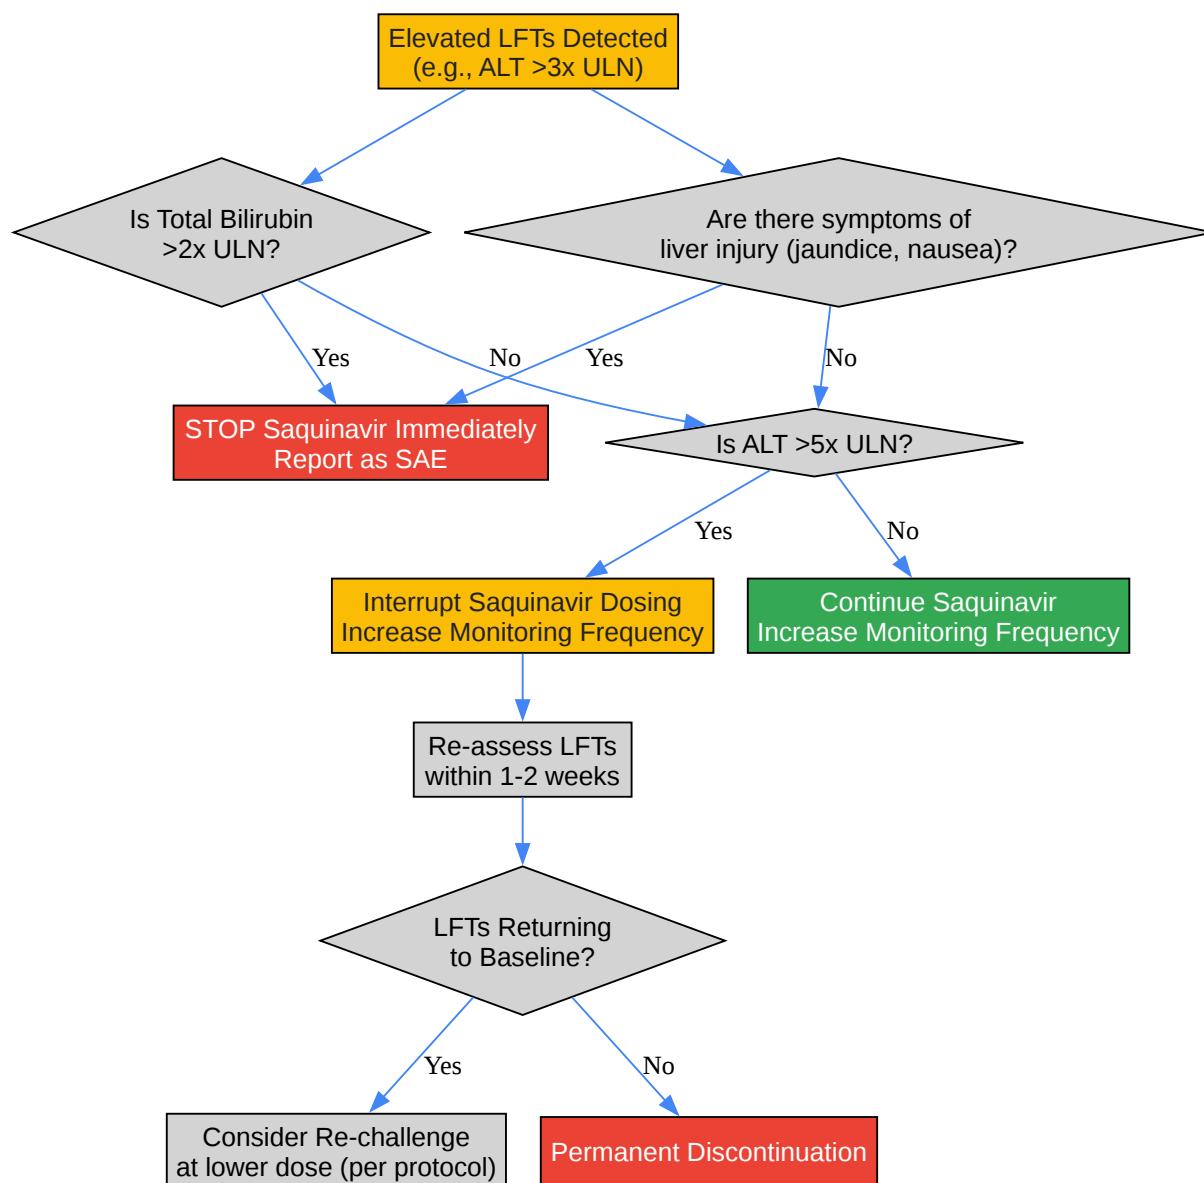 Elevated LFTs Detected
(e.g., ALT >3x ULN)
Is Total Bilirubin
>2x ULN?
Are there symptoms of
liver injury (jaundice, nausea)?
Yes
No
Yes
No
STOP Saquinavir Immediately
Report as SAE
Is ALT >5x ULN?
Yes
No
Interrupt Saquinavir Dosing
Increase Monitoring Frequency
Continue Saquinavir
Increase Monitoring Frequency
Re-assess LFTs
within 1-2 weeks
LFTs Returning
to Baseline?
Yes
No
Consider Re-challenge
at lower dose (per protocol)
Permanent Discontinuation